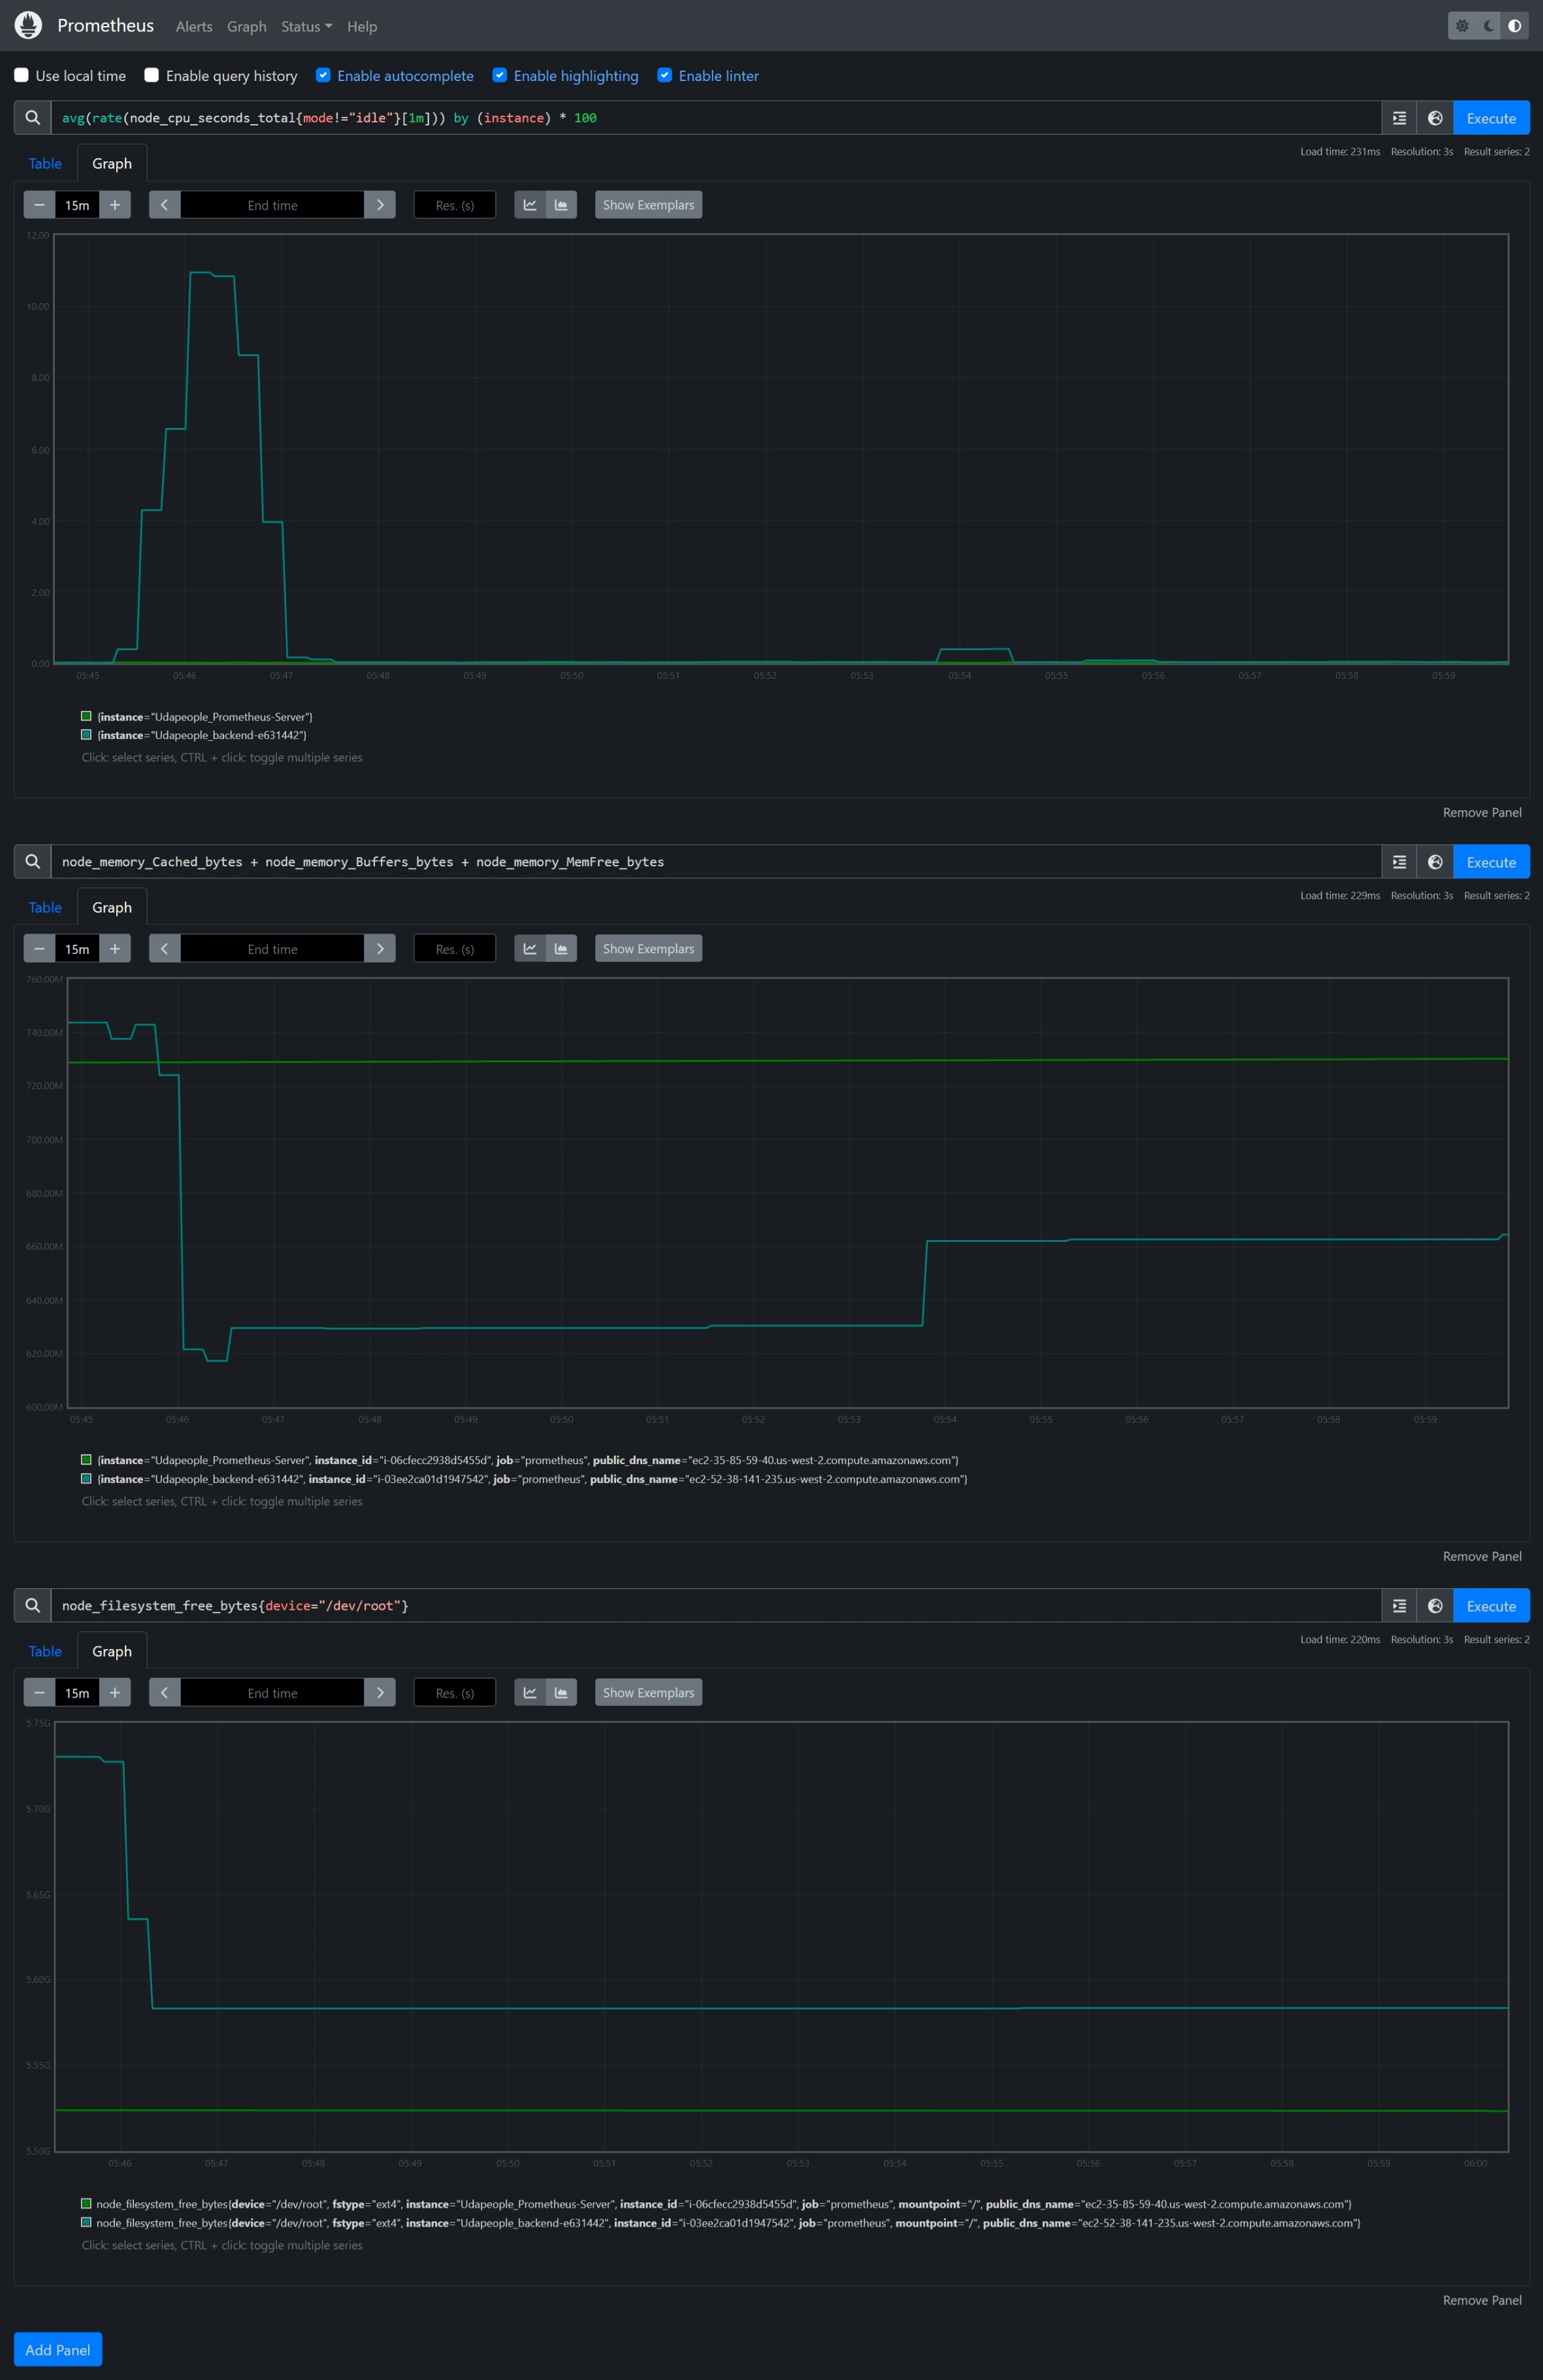 Prometheus Alerts Graph Status Help
Use local time Enable query history Enable autocomplete Enable highlighting Enable linter
avg(rate(node_cpu_seconds_total{mode!="idle"}[1m])) by (instance) * 100 Execute
Table Graph
Load time: 231ms Resolution: 3s Result series: 2
− 15m + End time Res. (s) Show Exemplars
12.00
10.00
8.00
6.00
4.00
2.00
0.00
05:45 05:46 05:47 05:48 05:49 05:50 05:51 05:52 05:53 05:54 05:55 05:56 05:57 05:58 05:59
{instance="Udapeople_Prometheus-Server"}
{instance="Udapeople_backend-e631442"}
Click: select series, CTRL + click: toggle multiple series
Remove Panel
node_memory_Cached_bytes + node_memory_Buffers_bytes + node_memory_MemFree_bytes Execute
Table Graph
Load time: 229ms Resolution: 3s Result series: 2
− 15m + End time Res. (s) Show Exemplars
760.00M
740.00M
720.00M
700.00M
680.00M
660.00M
640.00M
620.00M
600.00M
05:45 05:46 05:47 05:48 05:49 05:50 05:51 05:52 05:53 05:54 05:55 05:56 05:57 05:58 05:59
{instance="Udapeople_Prometheus-Server", instance_id="i-06cfecc2938d5455d", job="prometheus", public_dns_name="ec2-35-85-59-40.us-west-2.compute.amazonaws.com"}
{instance="Udapeople_backend-e631442", instance_id="i-03ee2ca01d1947542", job="prometheus", public_dns_name="ec2-52-38-141-235.us-west-2.compute.amazonaws.com"}
Click: select series, CTRL + click: toggle multiple series
Remove Panel
node_filesystem_free_bytes{device="/dev/root"} Execute
Table Graph
Load time: 220ms Resolution: 3s Result series: 2
− 15m + End time Res. (s) Show Exemplars
5.75G
5.70G
5.65G
5.60G
5.55G
5.50G
05:46 05:47 05:48 05:49 05:50 05:51 05:52 05:53 05:54 05:55 05:56 05:57 05:58 05:59 06:00
node_filesystem_free_bytes{device="/dev/root", fstype="ext4", instance="Udapeople_Prometheus-Server", instance_id="i-06cfecc2938d5455d", job="prometheus", mountpoint="/", public_dns_name="ec2-35-85-59-40.us-west-2.compute.amazonaws.com"}
node_filesystem_free_bytes{device="/dev/root", fstype="ext4", instance="Udapeople_backend-e631442", instance_id="i-03ee2ca01d1947542", job="prometheus", mountpoint="/", public_dns_name="ec2-52-38-141-235.us-west-2.compute.amazonaws.com"}
Click: select series, CTRL + click: toggle multiple series
Remove Panel
Add Panel